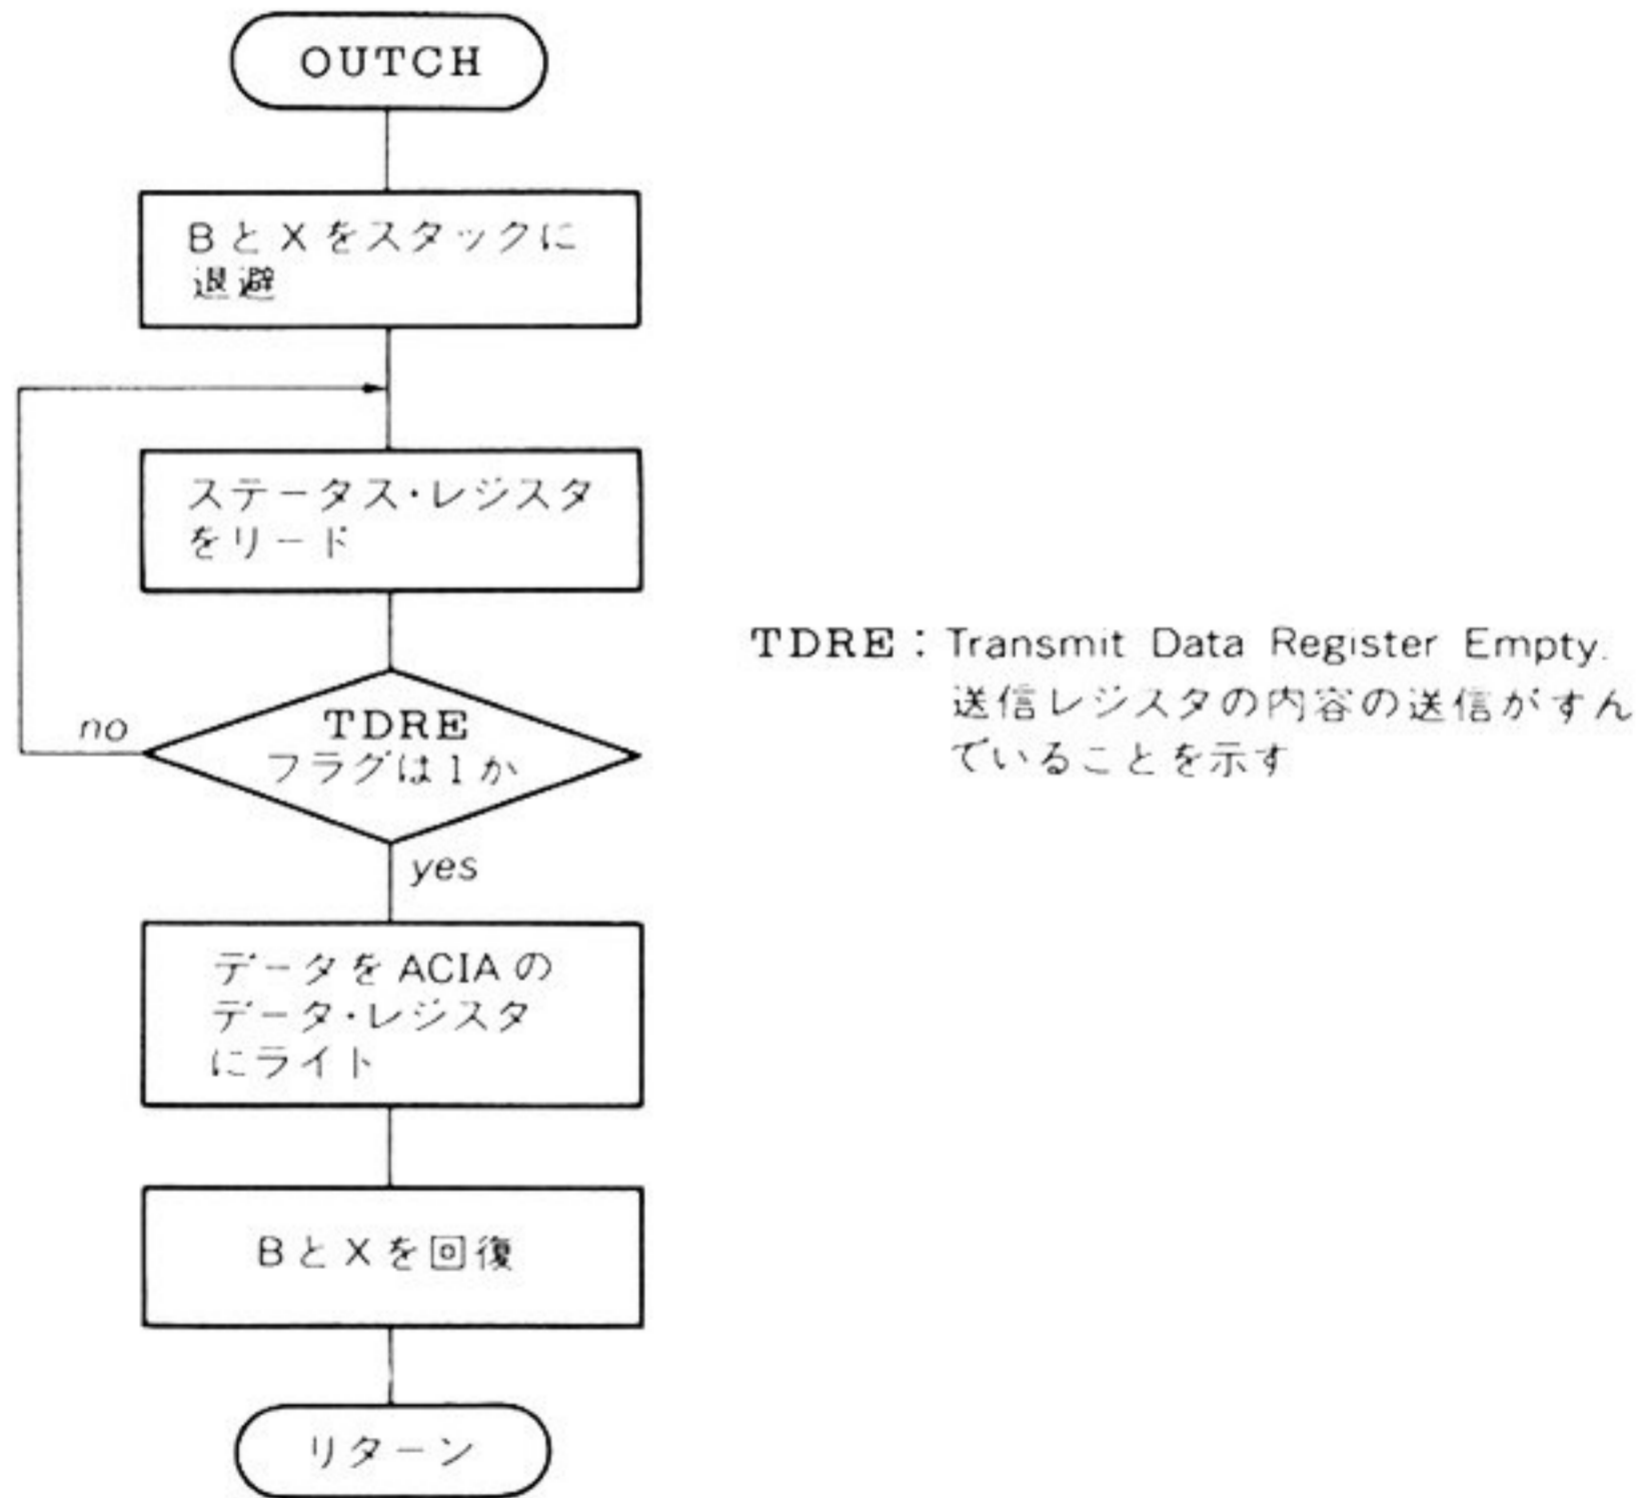 OUTCH
BとXをスタックに
退避
ステータス・レジスタ
をリード
TDRE
フラグは1か
no
yes
データをACIAの
データ・レジスタ
にライト
BとXを回復
リターン
TDRE：Transmit Data Register Empty.
送信レジスタの内容の送信がすん
でいることを示す